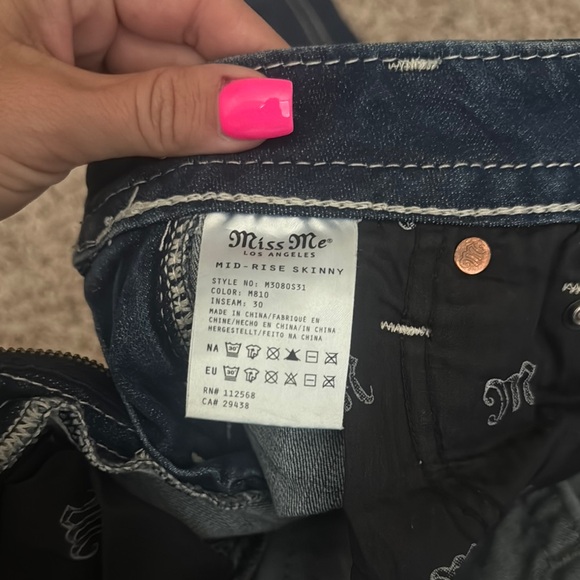 Miss Me
LOS ANGELES
MID-RISE SKINNY
STYLE NO: M3080S31
COLOR: M810
INSEAM: 30
MADE IN CHINA/FABRIQUÉ EN
CHINE/HECHO EN CHINA/IN CHINA
HERGESTELLT/FEITO NA CHINA
NA
EU
RN# 112568
CA# 29438
M